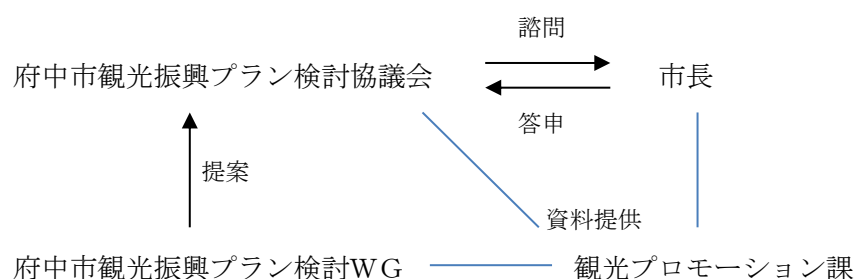 諮問
府中市観光振興プラン検討協議会
市長
答申
提案
資料提供
府中市観光振興プラン検討WG
観光プロモーション課